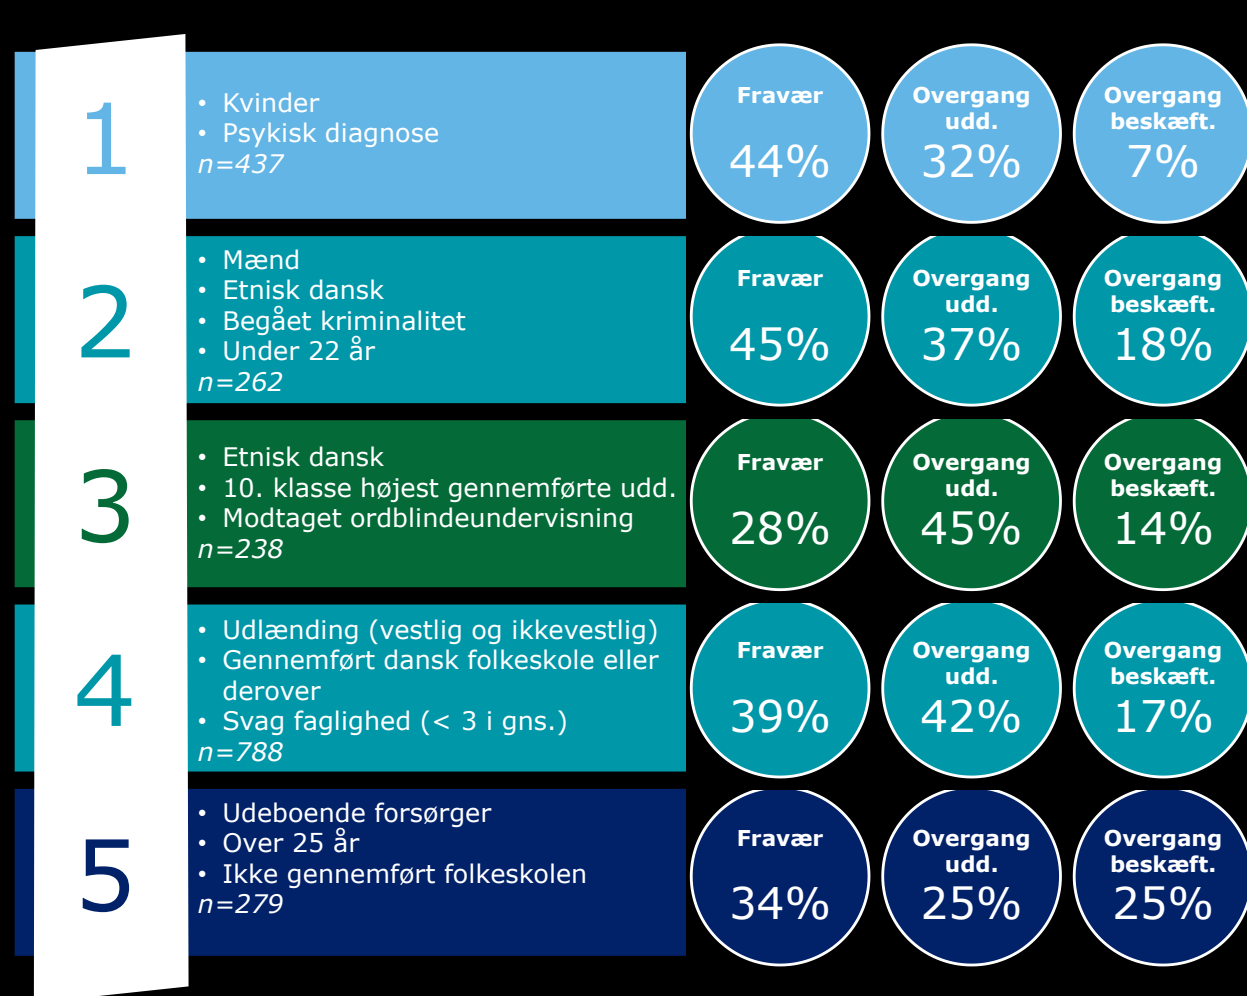 1
• Kvinder
• Psykisk diagnose
n=437
Fravær
44%
Overgang
udd.
32%
Overgang
beskæft.
7%
2
• Mænd
• Etnisk dansk
• Begået kriminalitet
• Under 22 år
n=262
Fravær
45%
Overgang
udd.
37%
Overgang
beskæft.
18%
3
• Etnisk dansk
• 10. klasse højest gennemførte udd.
• Modtaget ordblindeundervisning
n=238
Fravær
28%
Overgang
udd.
45%
Overgang
beskæft.
14%
4
• Udlænding (vestlig og ikkevestlig)
• Gennemført dansk folkeskole eller
derover
• Svag faglighed (< 3 i gns.)
n=788
Fravær
39%
Overgang
udd.
42%
Overgang
beskæft.
17%
5
• Udeboende forsørger
• Over 25 år
• Ikke gennemført folkeskolen
n=279
Fravær
34%
Overgang
udd.
25%
Overgang
beskæft.
25%